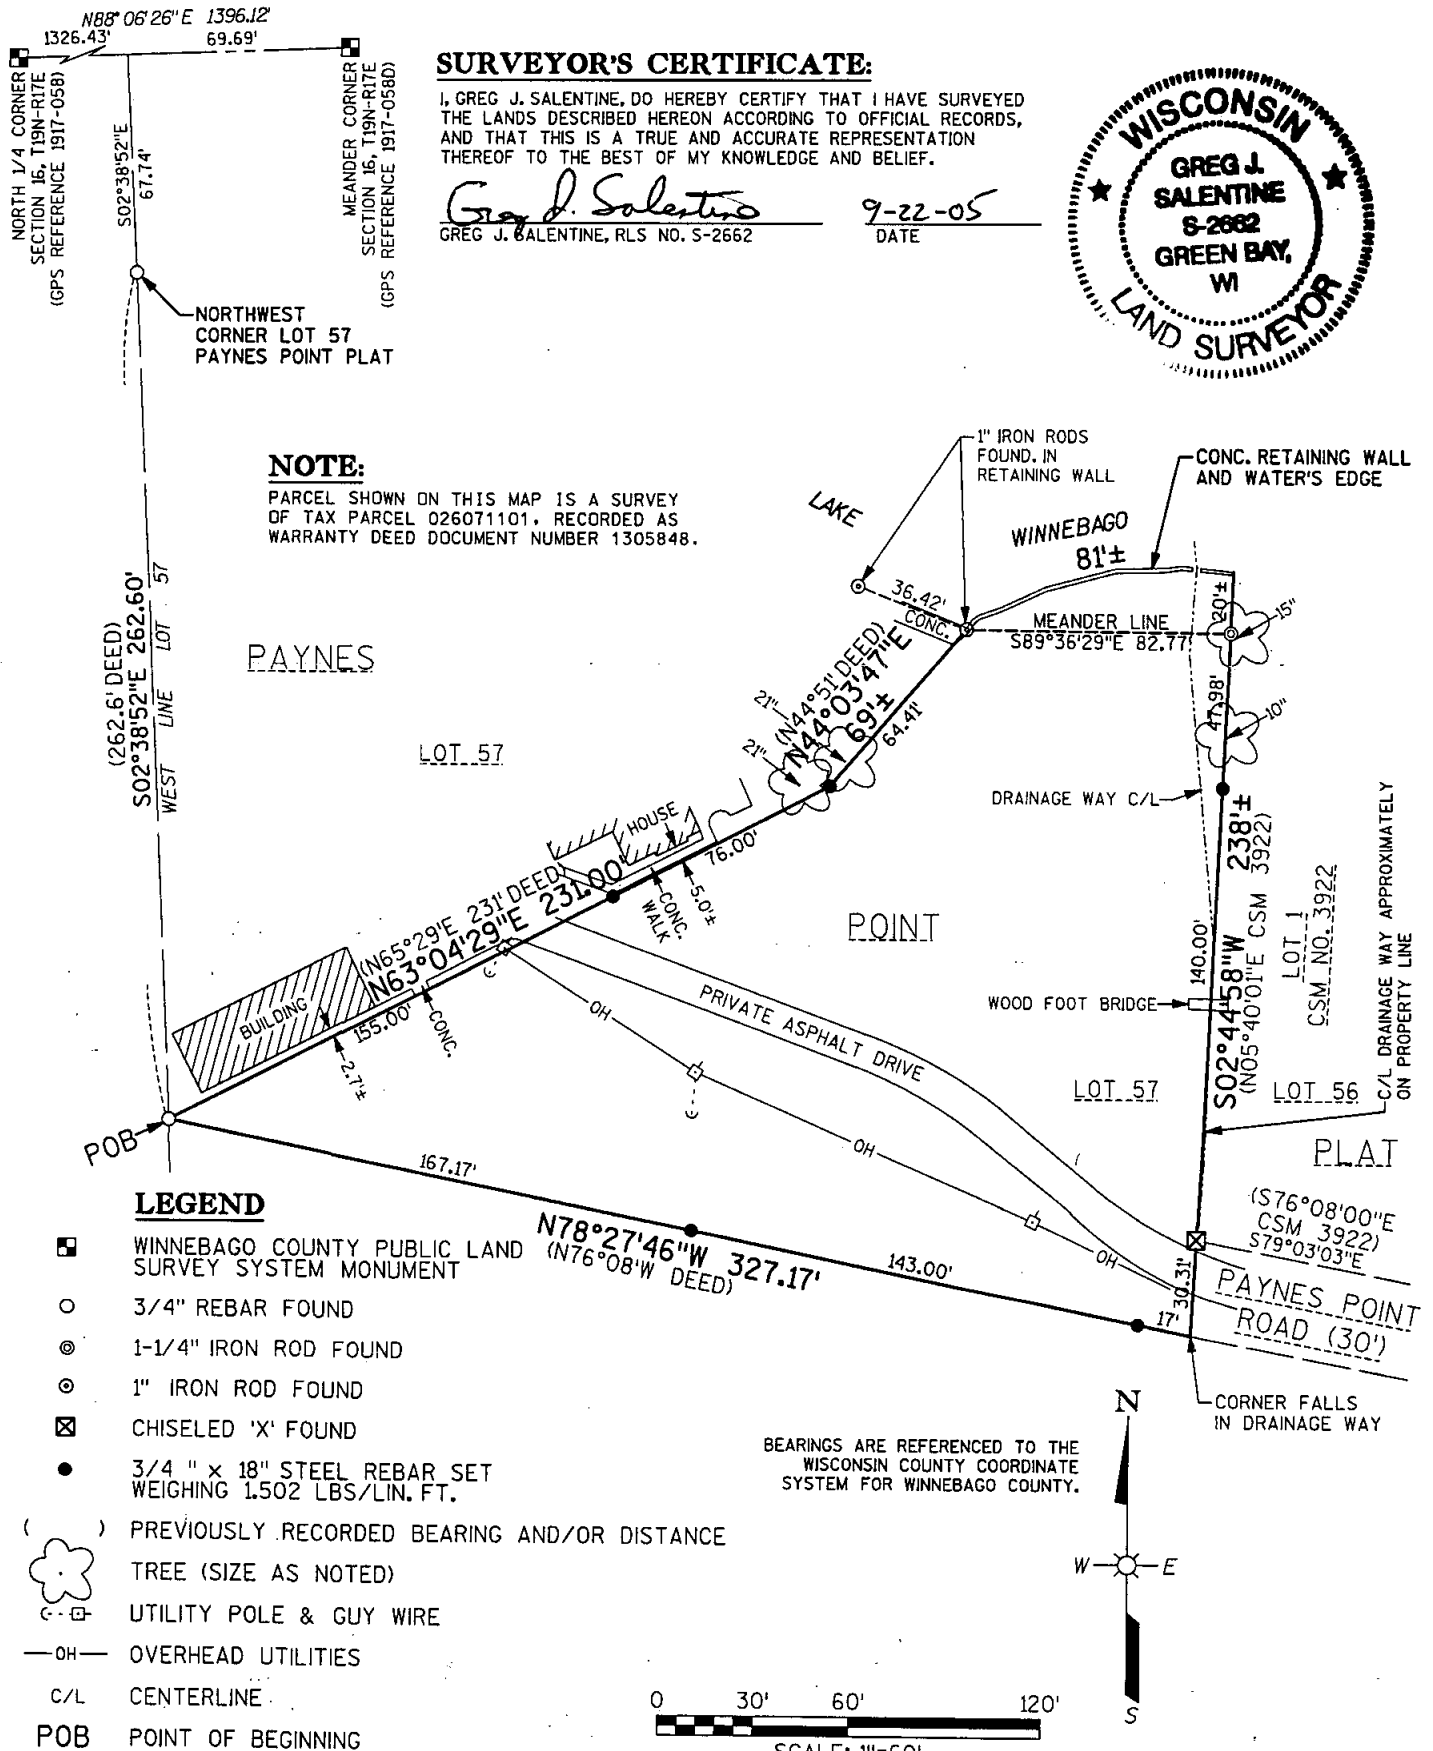 N88°06'26"E 1396.12'
1326.43'
69.69'
NORTH 1/4 CORNER
SECTION 16, T19N-R17E
(GPS REFERENCE 1917-058)
S02°38'52"E
67.74'
MEANDER CORNER
SECTION 16, T19N-R17E
(GPS REFERENCE 1917-058D)
SURVEYOR'S CERTIFICATE:
I, GREG J. SALENTINE, DO HEREBY CERTIFY THAT I HAVE SURVEYED
THE LANDS DESCRIBED HEREON ACCORDING TO OFFICIAL RECORDS,
AND THAT THIS IS A TRUE AND ACCURATE REPRESENTATION
THEREOF TO THE BEST OF MY KNOWLEDGE AND BELIEF.
Greg J. Salentine
9-22-05
GREG J. SALENTINE, RLS NO. S-2662
DATE
WISCONSIN
GREG J.
SALENTINE
S-2662
GREEN BAY,
WI
LAND SURVEYOR
NORTHWEST
CORNER LOT 57
PAYNES POINT PLAT
NOTE:
PARCEL SHOWN ON THIS MAP IS A SURVEY
OF TAX PARCEL 026071101, RECORDED AS
WARRANTY DEED DOCUMENT NUMBER 1305848.
1" IRON RODS
FOUND. IN
RETAINING WALL
CONC. RETAINING WALL
AND WATER'S EDGE
LAKE
WINNEBAGO
81'±
36.42'
CONC.
MEANDER LINE
S89°36'29"E 82.77'
20'±
15"
(262.6' DEED)
S02°38'52"E 262.60'
WEST LINE LOT 57
PAYNES
LOT 57
(N44°51' DEED)
N44°03'47"E
69'±
64.41'
21"
21"
47.98'
10"
DRAINAGE WAY C/L
HOUSE
76.00'
5.0'±
CONC.
WALK
(N65°29'E 231' DEED)
N63°04'29"E 231.00'
BUILDING
155.00'
CONC.
2.7'±
POINT
PRIVATE ASPHALT DRIVE
OH
OH
OH
WOOD FOOT BRIDGE
140.00'
S02°44'58"W 238'±
(N05°40'01"E CSM 3922)
LOT 1
CSM NO. 3922
C/L DRAINAGE WAY APPROXIMATELY
ON PROPERTY LINE
LOT 57
LOT 56
PLAT
POB
167.17'
N78°27'46"W 327.17'
(N76°08'W DEED)
143.00'
17'
30.31'
(S76°08'00"E
CSM 3922)
S79°03'03"E
PAYNES POINT
ROAD (30')
CORNER FALLS
IN DRAINAGE WAY
LEGEND
WINNEBAGO COUNTY PUBLIC LAND
SURVEY SYSTEM MONUMENT
3/4" REBAR FOUND
1-1/4" IRON ROD FOUND
1" IRON ROD FOUND
CHISELED 'X' FOUND
3/4 " x 18" STEEL REBAR SET
WEIGHING 1.502 LBS/LIN. FT.
( ) PREVIOUSLY RECORDED BEARING AND/OR DISTANCE
TREE (SIZE AS NOTED)
UTILITY POLE & GUY WIRE
OH OVERHEAD UTILITIES
C/L CENTERLINE
POB POINT OF BEGINNING
BEARINGS ARE REFERENCED TO THE
WISCONSIN COUNTY COORDINATE
SYSTEM FOR WINNEBAGO COUNTY.
N
W E
S
0 30' 60' 120'
SCALE: 1"=60'